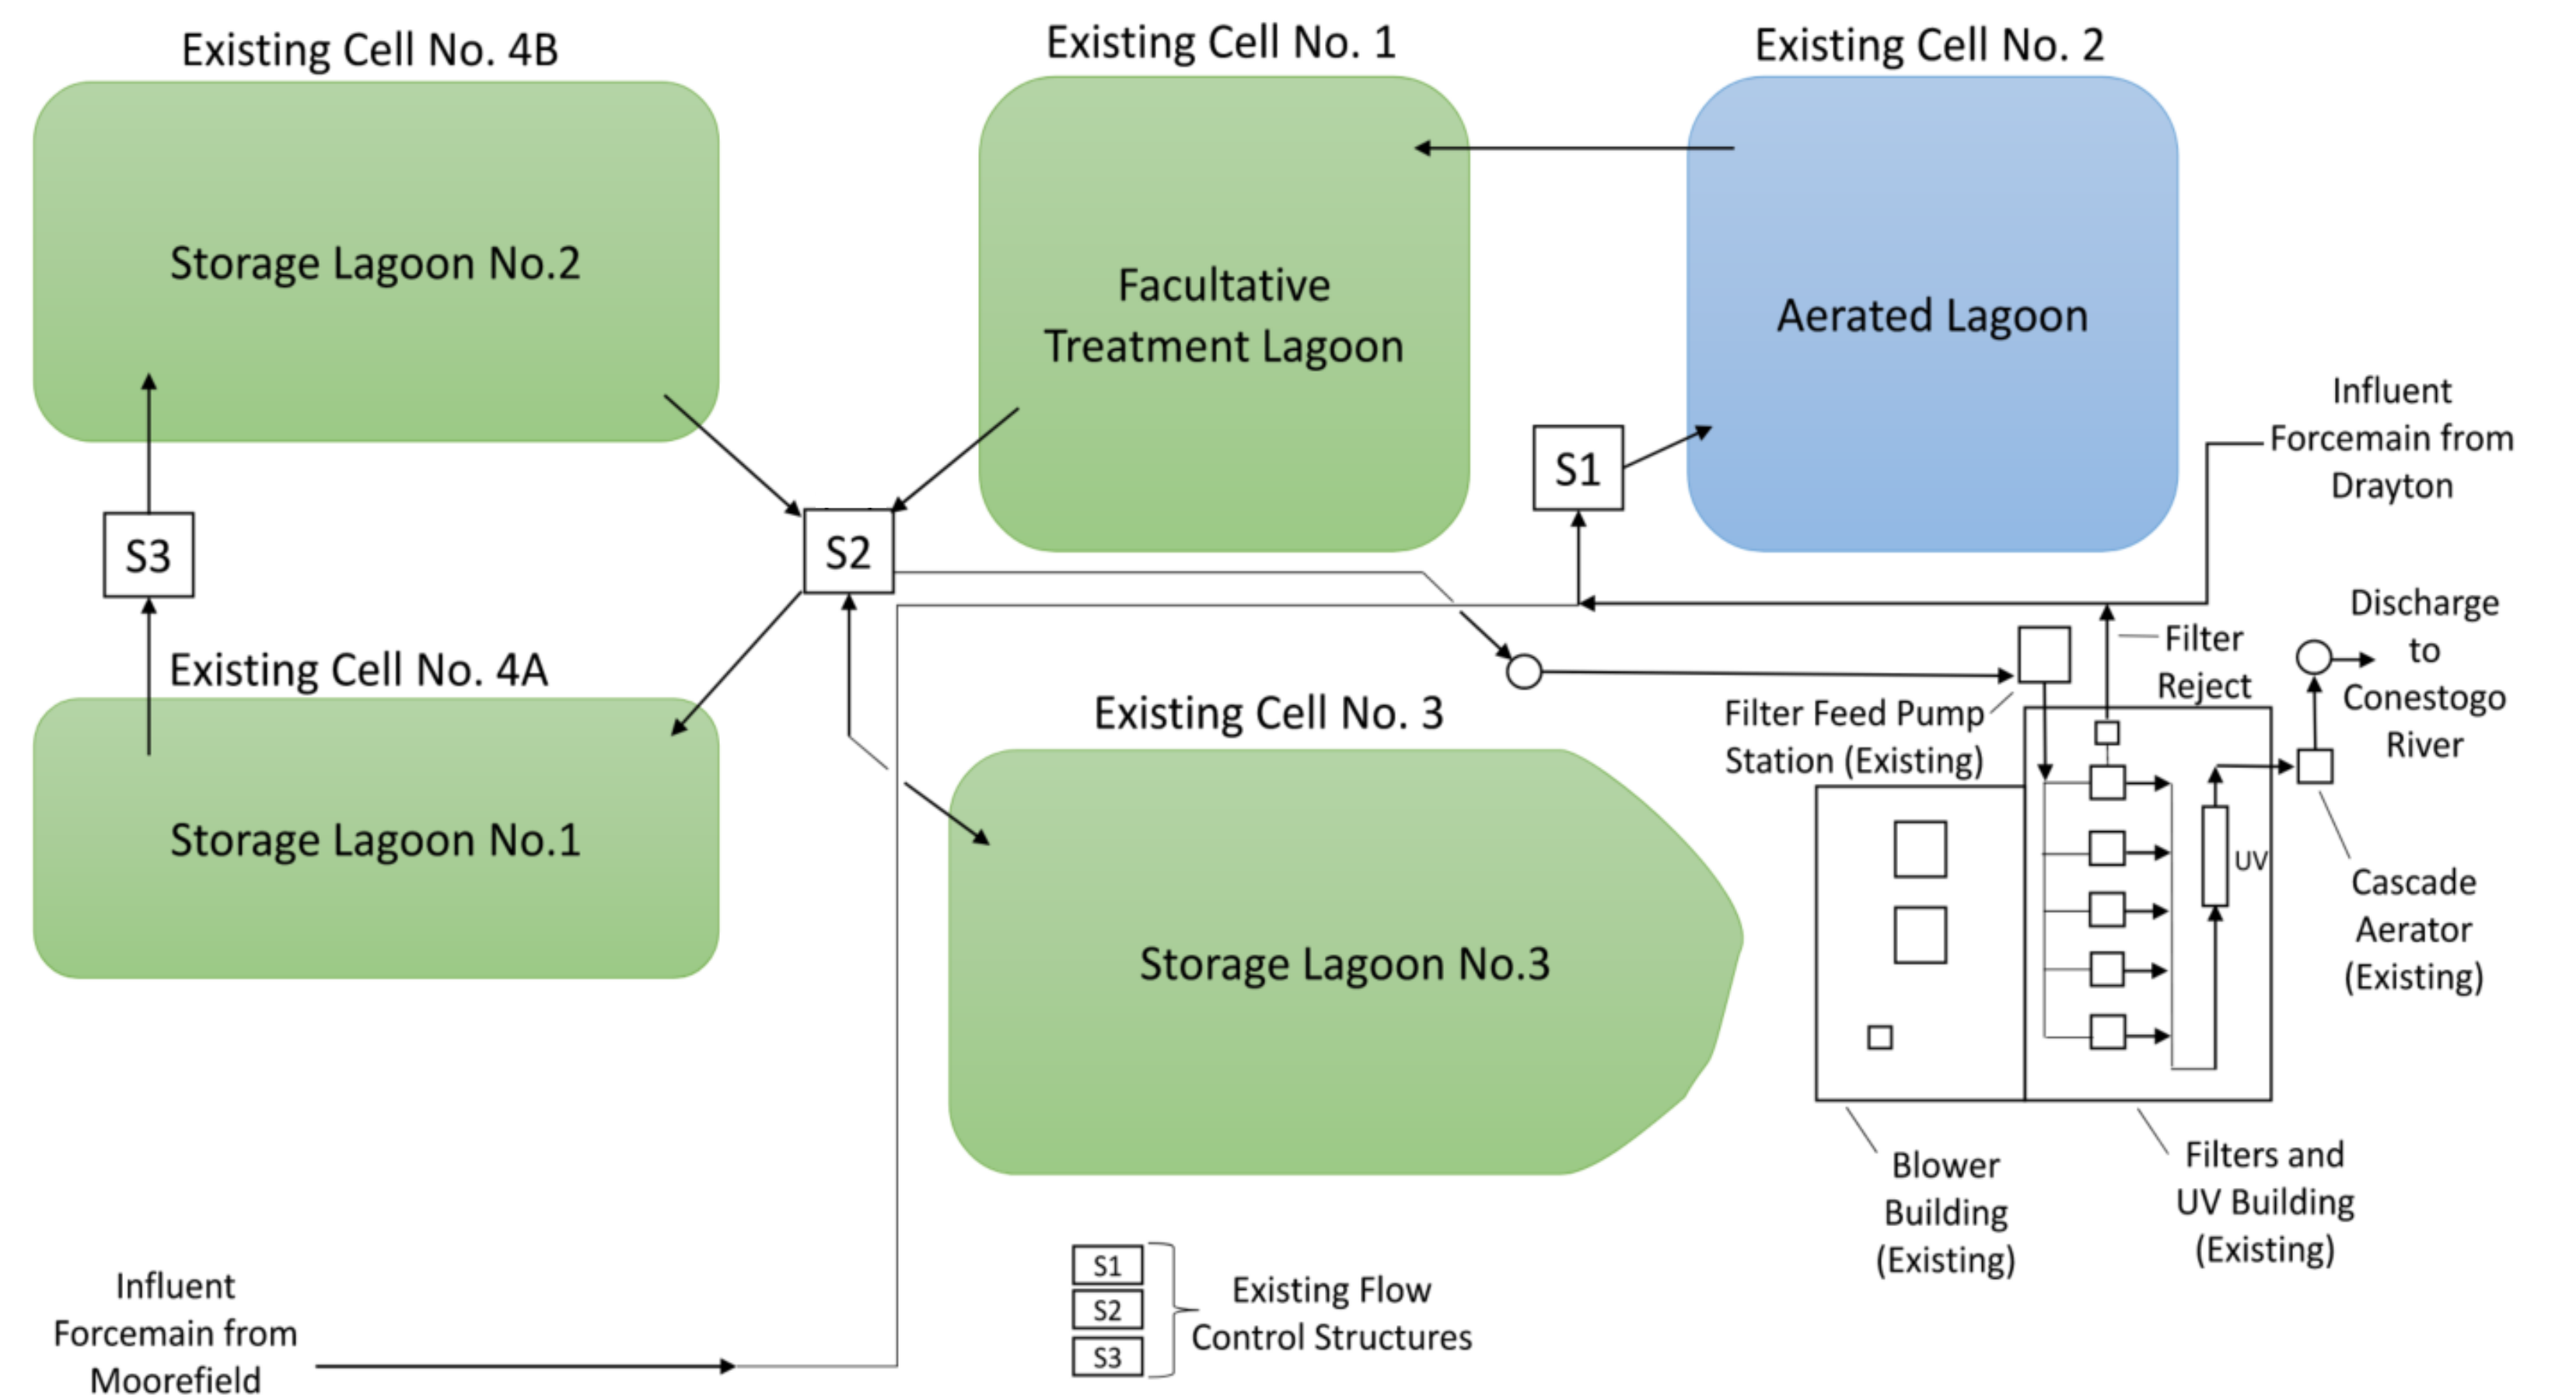 Existing Cell No. 4B
Existing Cell No. 1
Existing Cell No. 2
Storage Lagoon No.2
Facultative
Treatment Lagoon
Aerated Lagoon
Influent
Forcemain from
Drayton
S1
S2
S3
Discharge
to
Conestogo
River
Filter
Reject
Existing Cell No. 4A
Existing Cell No. 3
Filter Feed Pump
Station (Existing)
Storage Lagoon No.1
Storage Lagoon No.3
UV
Cascade
Aerator
(Existing)
Blower
Building
(Existing)
Filters and
UV Building
(Existing)
Influent
Forcemain from
Moorefield
S1
S2
S3
Existing Flow
Control Structures